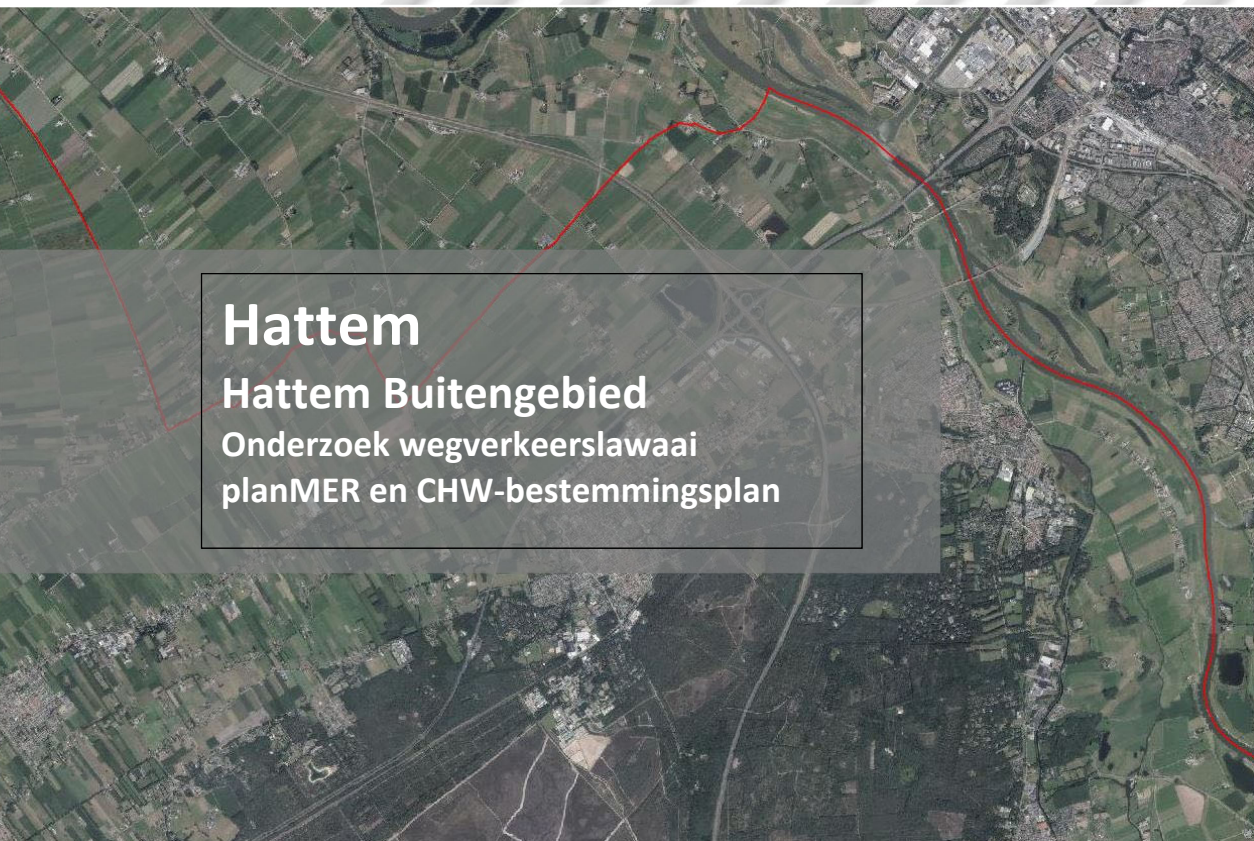 Hattem
Hattem Buitengebied
Onderzoek wegverkeerslawaai
planMER en CHW-bestemmingsplan